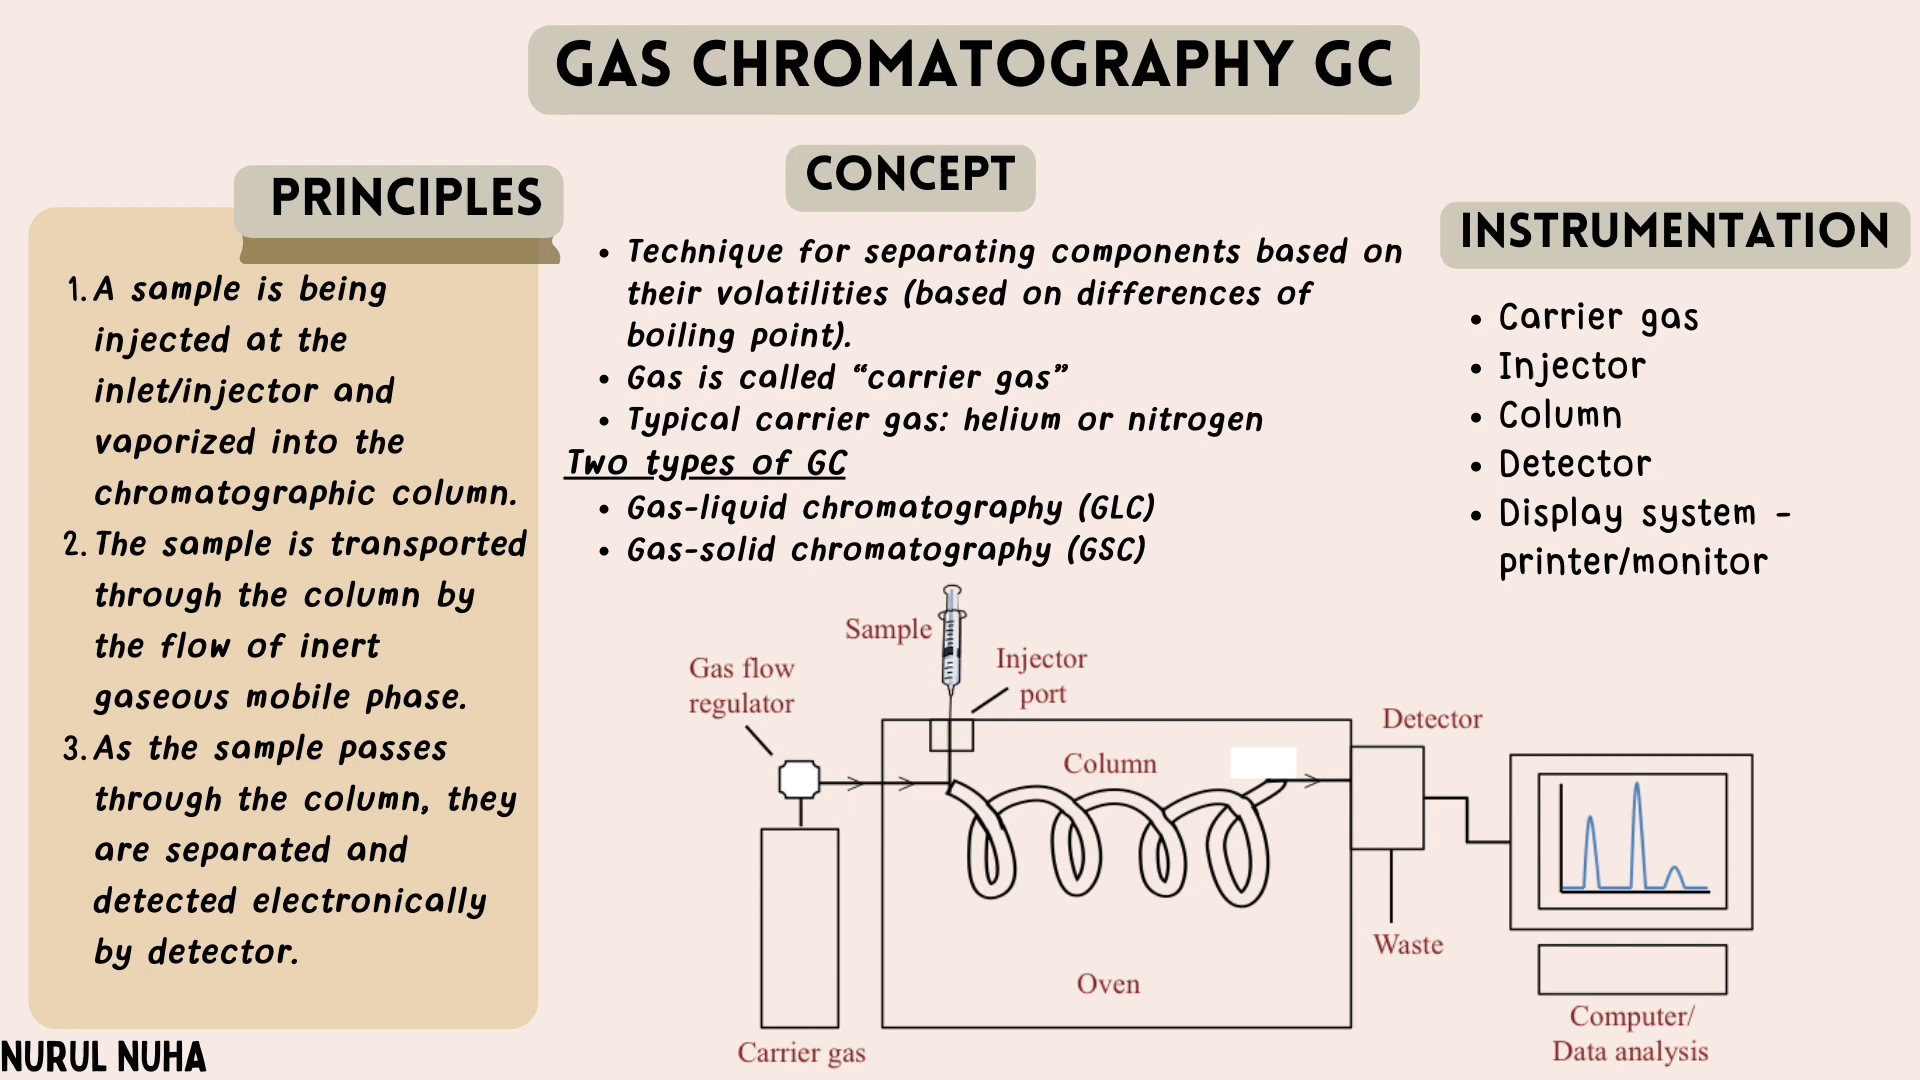 GAS CHROMATOGRAPHY GC
PRINCIPLES
1. A sample is being
injected at the
inlet/injector and
vaporized into the
chromatographic column.
2. The sample is transported
through the column by
the flow of inert
gaseous mobile phase.
3. As the sample passes
through the column, they
are separated and
detected electronically
by detector.
CONCEPT
• Technique for separating components based on
their volatilities (based on differences of
boiling point).
• Gas is called “carrier gas”
• Typical carrier gas: helium or nitrogen
Two types of GC
• Gas-liquid chromatography (GLC)
• Gas-solid chromatography (GSC)
INSTRUMENTATION
• Carrier gas
• Injector
• Column
• Detector
• Display system -
printer/monitor
Sample
Gas flow
regulator
Injector
port
Column
Detector
Waste
Oven
Carrier gas
Computer/
Data analysis
NURUL NUHA